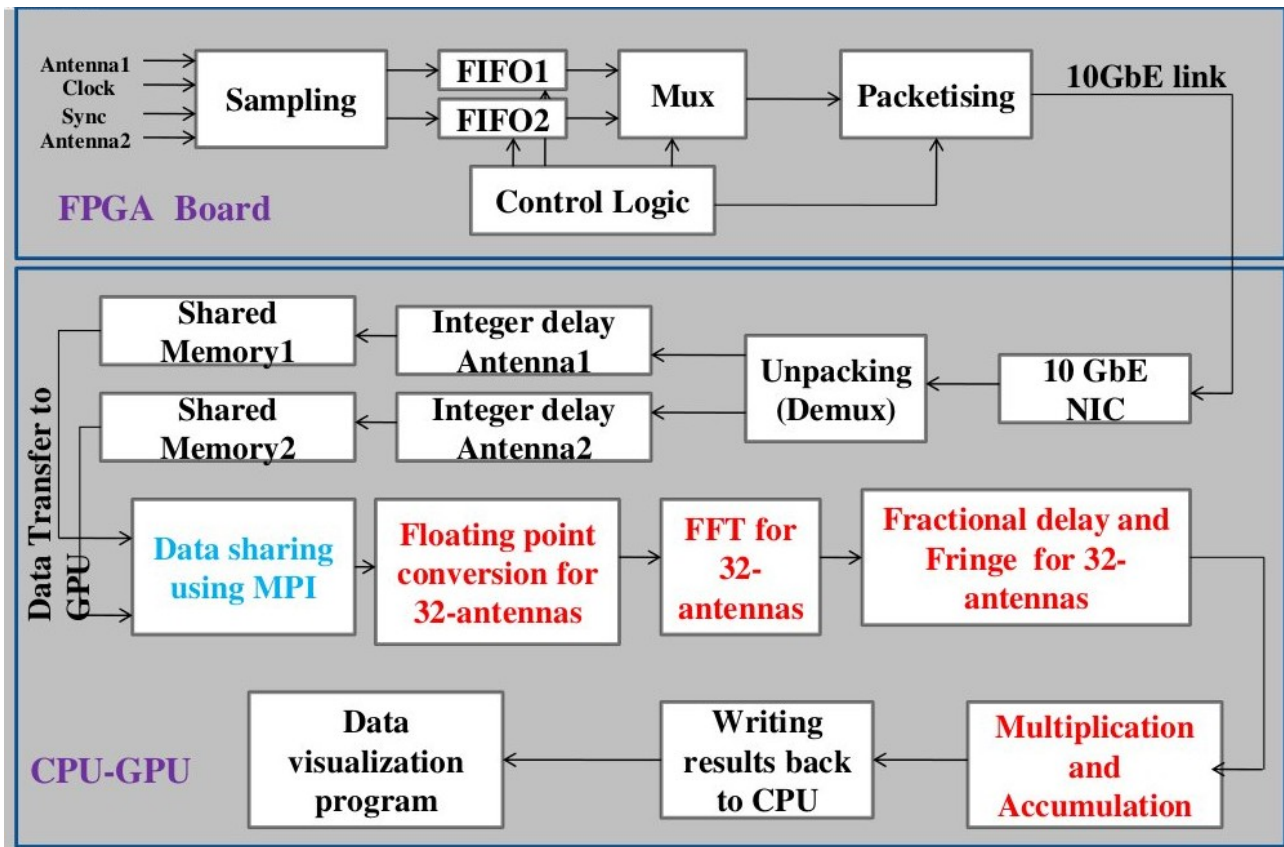 Antenna1
Clock
Sync
Antenna2
Sampling
FIFO1
FIFO2
Mux
Packetising
10GbE link
Control Logic
FPGA Board
Shared
Memory1
Integer delay
Antenna1
Unpacking
(Demux)
10 GbE
NIC
Shared
Memory2
Integer delay
Antenna2
Data Transfer to
GPU
Data sharing
using MPI
Floating point
conversion for
32-antennas
FFT for
32-
antennas
Fractional delay and
Fringe for 32-
antennas
CPU-GPU
Data
visualization
program
Writing
results back
to CPU
Multiplication
and
Accumulation